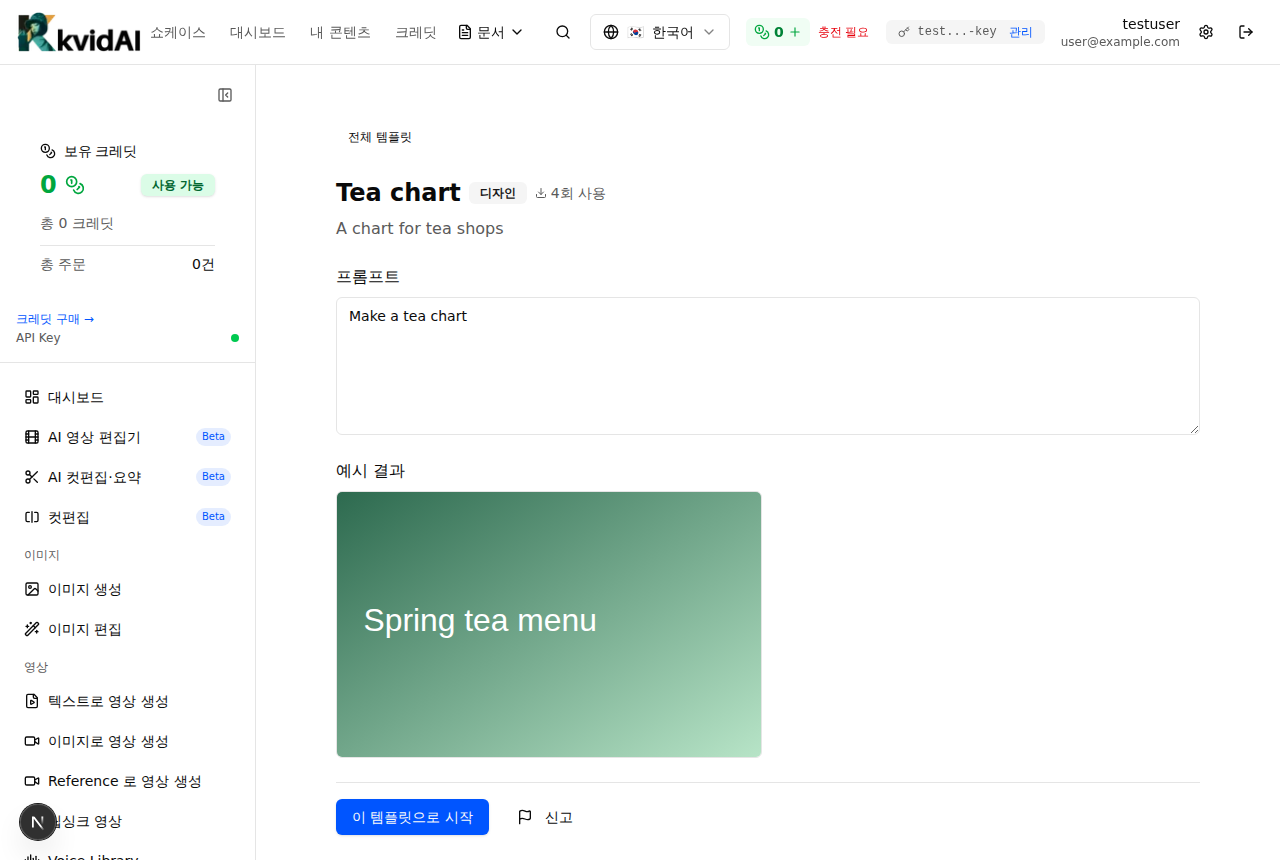 kvidAI
쇼케이스
대시보드
내 콘텐츠
크레딧
문서
한국어
0 +
충전 필요
test...-key
관리
testuser
user@example.com
보유 크레딧
0
사용 가능
총 0 크레딧
총 주문
0건
크레딧 구매 →
API Key
대시보드
AI 영상 편집기
Beta
AI 컷편집·요약
Beta
컷편집
Beta
이미지
이미지 생성
이미지 편집
영상
텍스트로 영상 생성
이미지로 영상 생성
Reference 로 영상 생성
N
싱크 영상
Voice Library
전체 템플릿
Tea chart
디자인
4회 사용
A chart for tea shops
프롬프트
Make a tea chart
예시 결과
Spring tea menu
이 템플릿으로 시작
신고